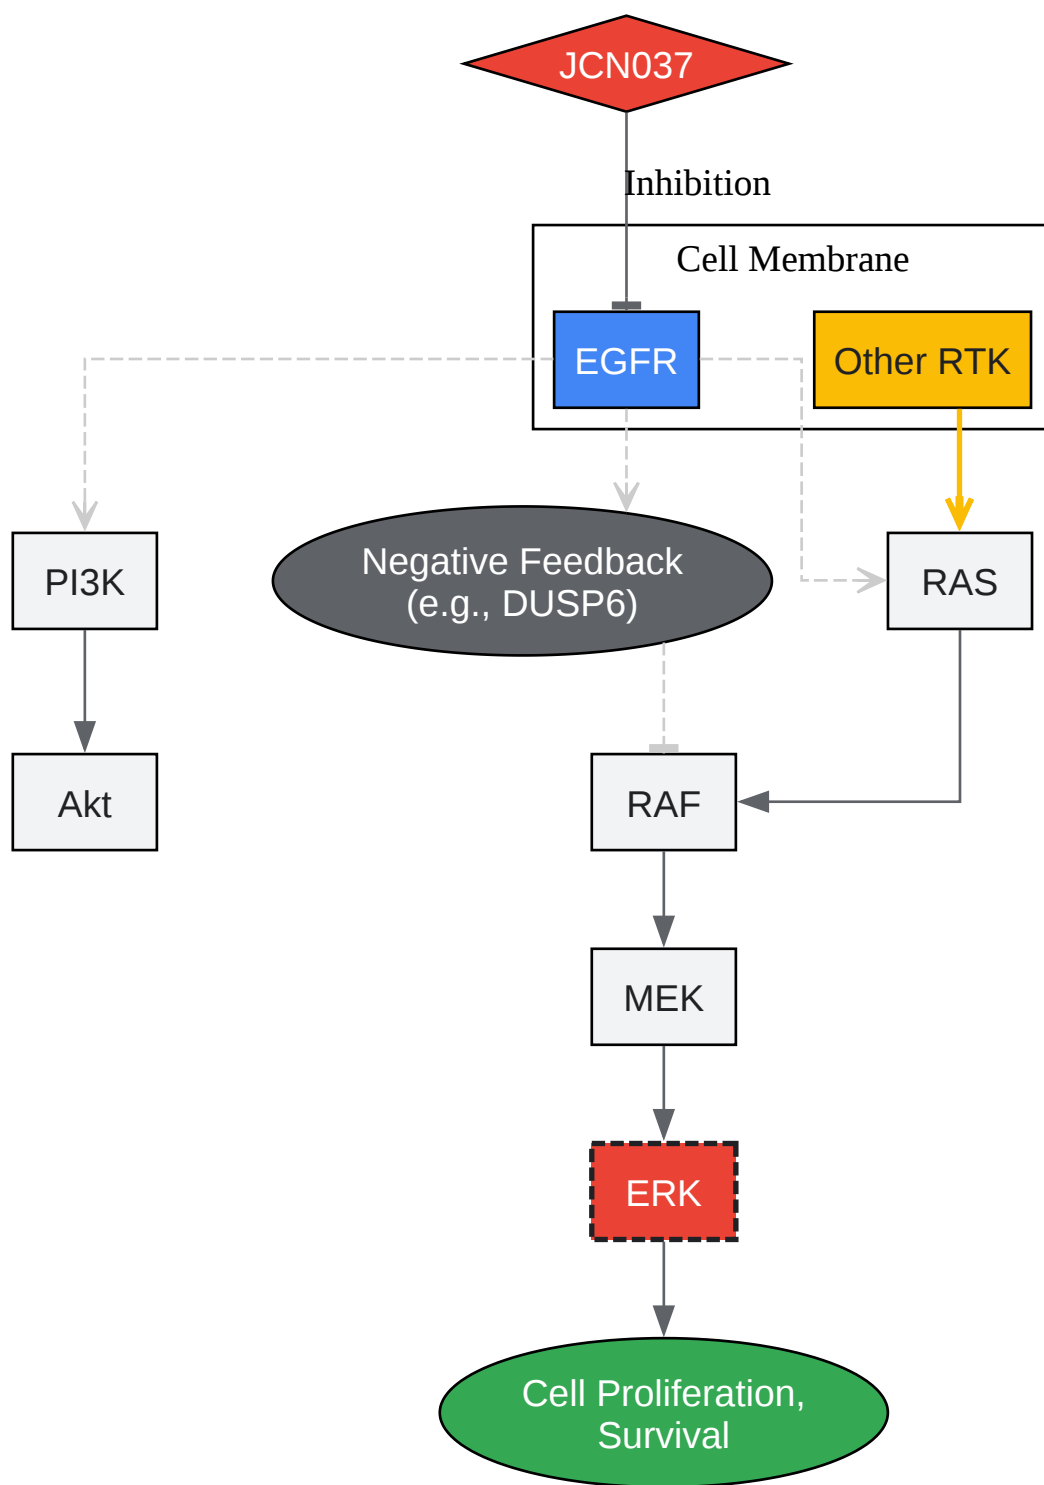 JCN037
Inhibition
Cell Membrane
EGFR
Other RTK
PI3K
Negative Feedback
(e.g., DUSP6)
RAS
Akt
RAF
MEK
ERK
Cell Proliferation,
Survival